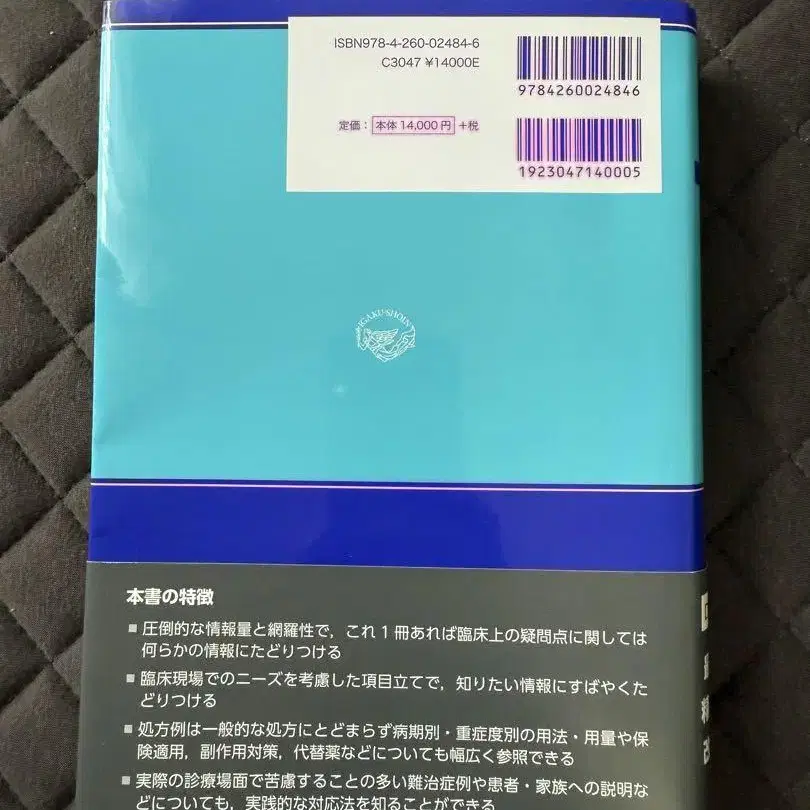 ISBN978-4-260-02484-6
C3047 ¥14000E
9784260024846
定価：本体 14,000 円 +税
1923047140005
IGAKU-SHOIN
本書の特徴
■ 圧倒的な情報量と網羅性で，これ 1 冊あれば臨床上の疑問点に関しては
何らかの情報にたどりつける
■ 臨床現場でのニーズを考慮した項目立てで，知りたい情報にすばやくた
どりつける
■ 処方例は一般的な処方にとどまらず病期別・重症度別の用法・用量や保
険適用，副作用対策，代替薬などについても幅広く参照できる
■ 実際の診療場面で苦慮することの多い難治症例や患者・家族への説明な
どについても，実践的な対応法を知ることができる